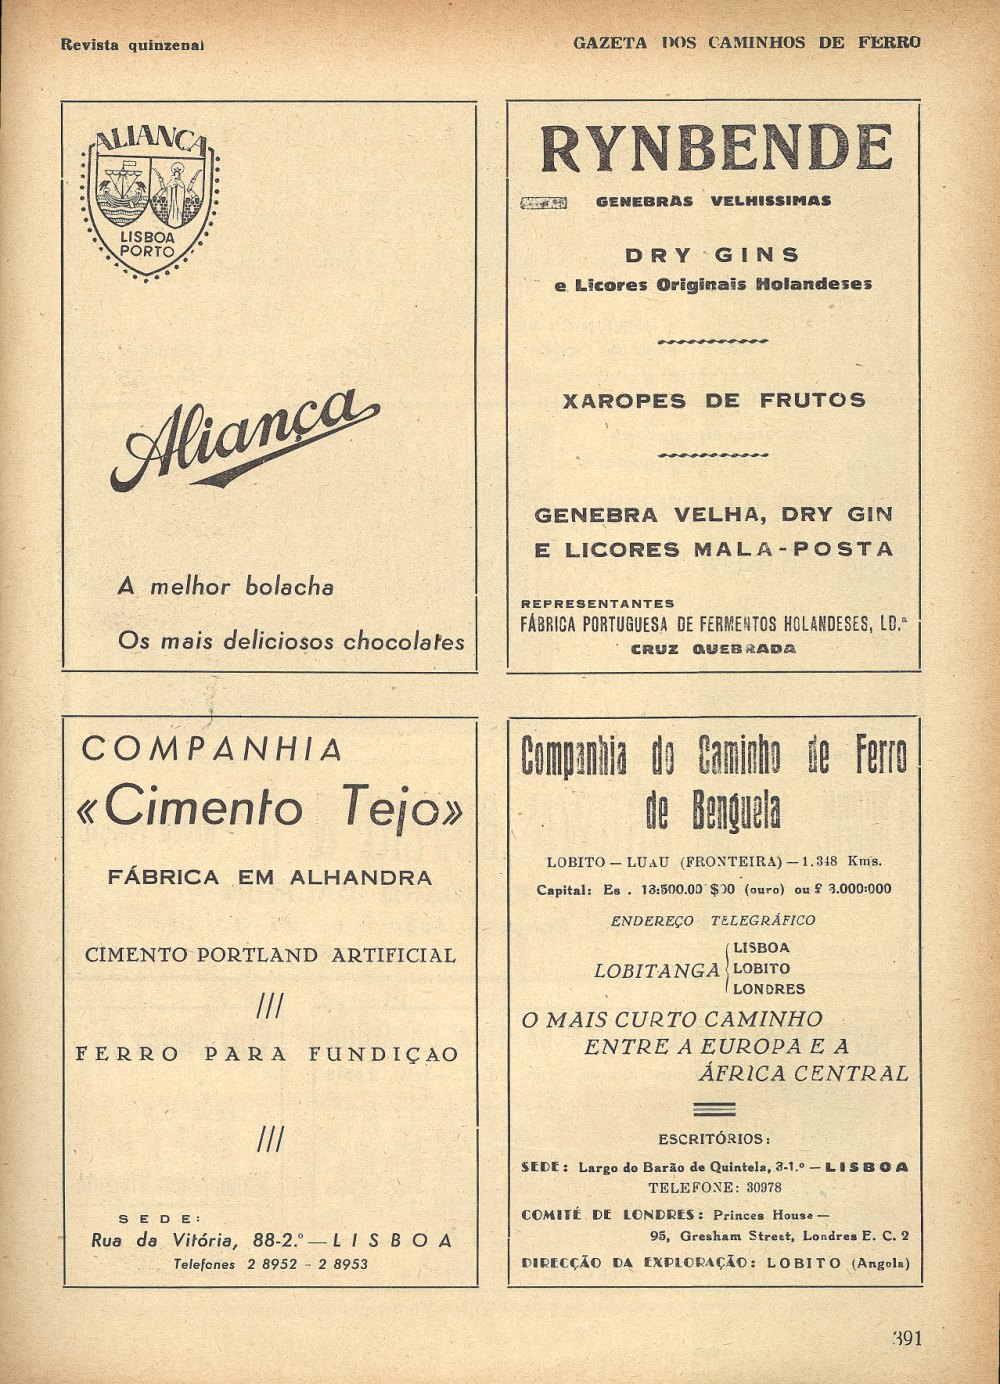 Revista quinzenal
GAZETA DOS CAMINHOS DE FERRO
ALIANÇA
LISBOA
PORTO
Aliança
A melhor bolacha
Os mais deliciosos chocolates
RYNBENDE
GENEBRAS VELHISSIMAS
DRY GINS
e Licores Originais Holandeses
XAROPES DE FRUTOS
GENEBRA VELHA, DRY GIN
E LICORES MALA-POSTA
REPRESENTANTES
FÁBRICA PORTUGUESA DE FERMENTOS HOLANDESES, LD.ª
CRUZ QUEBRADA
COMPANHIA
«Cimento Tejo»
FÁBRICA EM ALHANDRA
CIMENTO PORTLAND ARTIFICIAL
///
FERRO PARA FUNDIÇAO
///
SEDE:
Rua da Vitória, 88-2.º — LISBOA
Telefones 2 8952 - 2 8953
Companhia do Caminho de Ferro
de Benguela
LOBITO — LUAU (FRONTEIRA) — 1.348 Kms.
Capital: Es . 13:500.00 $00 (ouro) ou £ 3.000:000
ENDEREÇO TELEGRÁFICO
LISBOA
LOBITANGA LOBITO
LONDRES
O MAIS CURTO CAMINHO
ENTRE A EUROPA E A
ÁFRICA CENTRAL
ESCRITÓRIOS:
SEDE: Largo do Barão de Quintela, 3-1.º — LISBOA
TELEFONE: 30978
COMITÉ DE LONDRES: Princes House —
95, Gresham Street, Londres E. C. 2
DIRECÇÃO DA EXPLORAÇÃO: LOBITO (Angola)
391